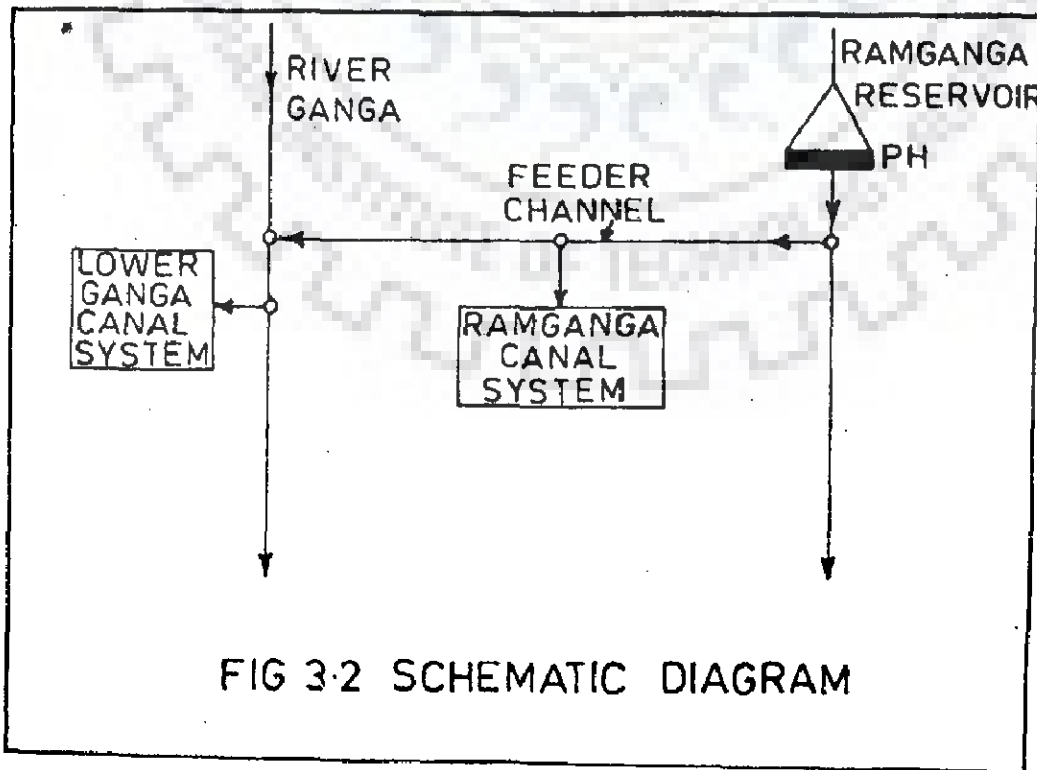 RIVER
GANGA
RAMGANGA
RESERVOIR
PH
FEEDER
CHANNEL
LOWER
GANGA
CANAL
SYSTEM
RAMGANGA
CANAL
SYSTEM
FIG 3.2 SCHEMATIC DIAGRAM